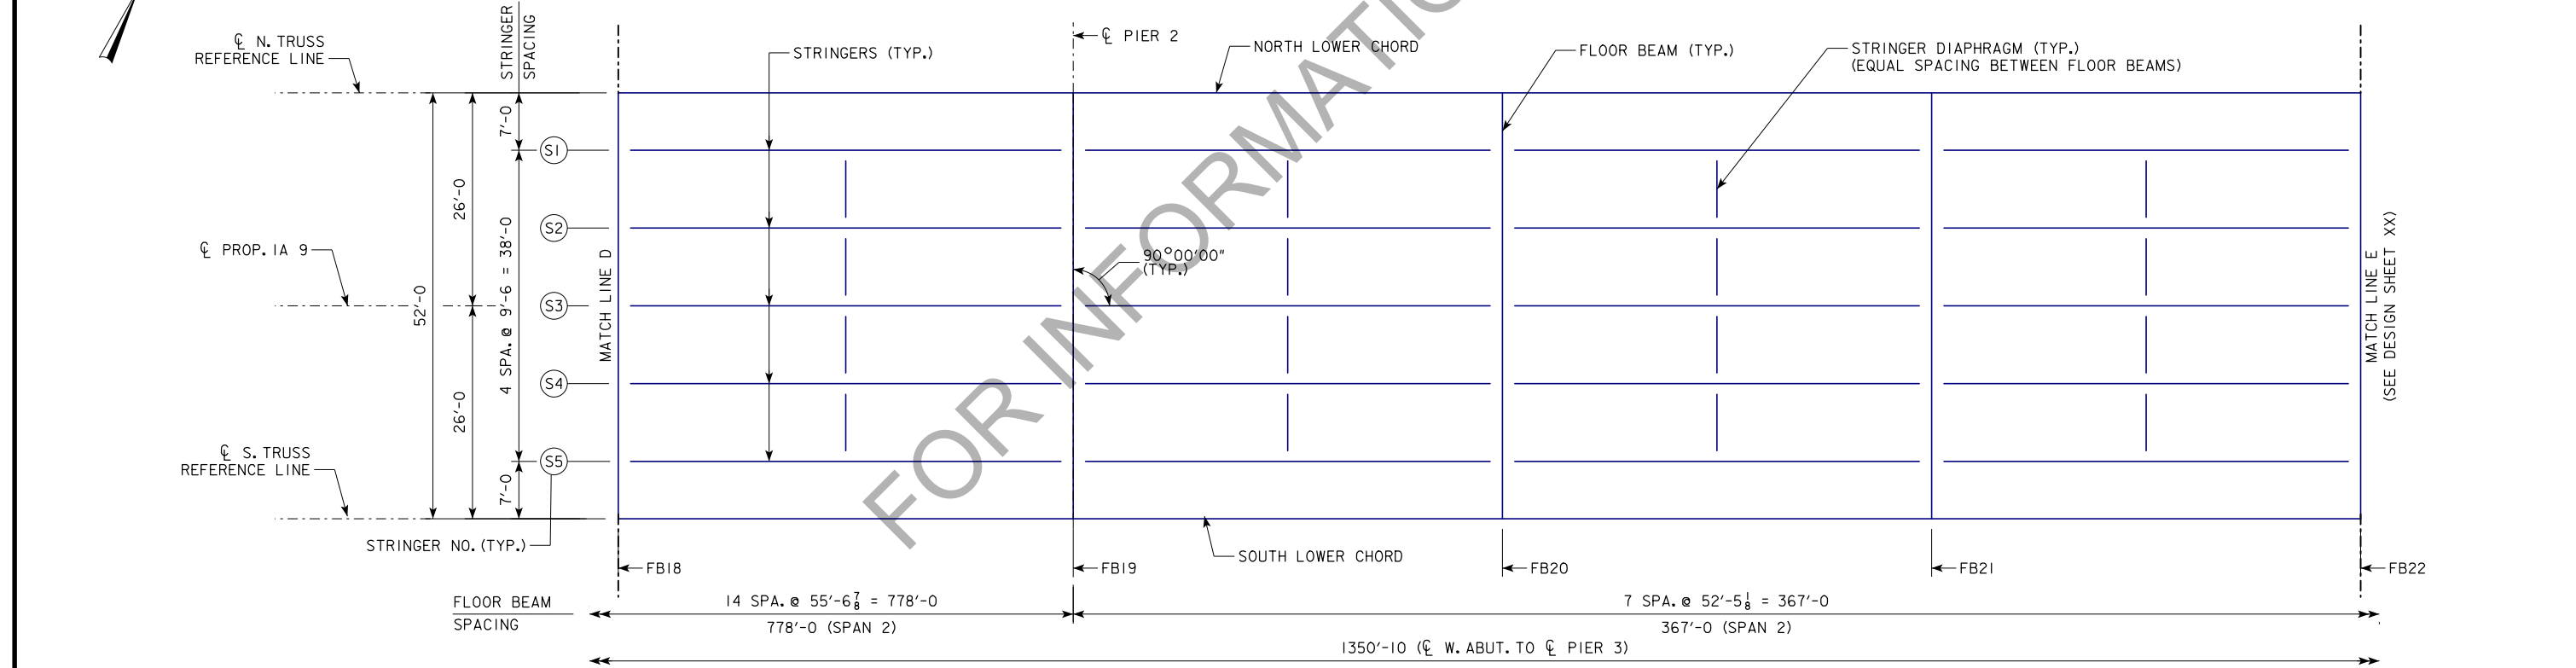 ℄ N. TRUSS
REFERENCE LINE
STRINGER
SPACING
STRINGERS (TYP.)
℄ PIER 2
NORTH LOWER CHORD
FLOOR BEAM (TYP.)
STRINGER DIAPHRAGM (TYP.)
(EQUAL SPACING BETWEEN FLOOR BEAMS)
7'-0
S1
26'-0
S2
℄ PROP. IA 9
52'-0
4 SPA. @ 9'-6 = 38'-0
S3
MATCH LINE D
90°00'00"
(TYP.)
MATCH LINE E
(SEE DESIGN SHEET XX)
26'-0
S4
℄ S. TRUSS
REFERENCE LINE
7'-0
S5
STRINGER NO. (TYP.)
SOUTH LOWER CHORD
FB18
FB19
FB20
FB21
FB22
FLOOR BEAM
SPACING
14 SPA. @ 55'-6⅞ = 778'-0
7 SPA. @ 52'-5⅛ = 367'-0
778'-0 (SPAN 2)
367'-0 (SPAN 2)
1350'-10 (℄ W. ABUT. TO ℄ PIER 3)
FOR INFORMATIO